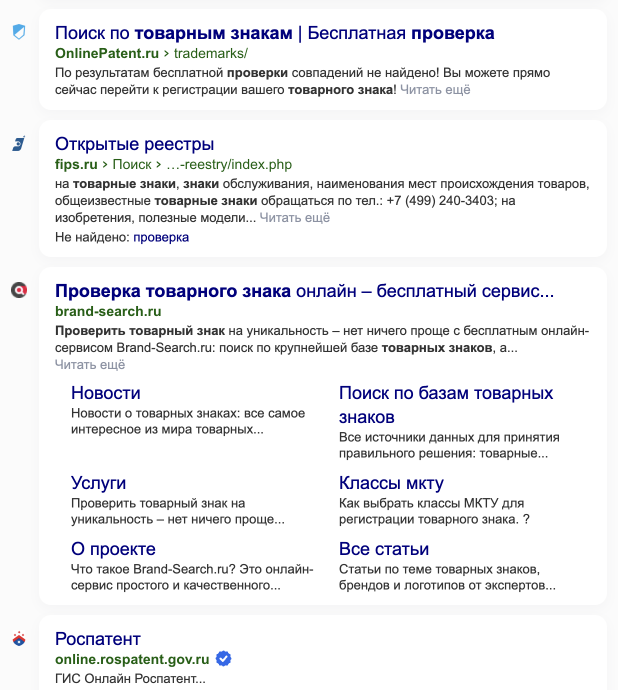 Поиск по товарным знакам | Бесплатная проверка
OnlinePatent.ru › trademarks/
По результатам бесплатной проверки совпадений не найдено! Вы можете прямо
сейчас перейти к регистрации вашего товарного знака! Читать ещё
Открытые реестры
fips.ru › Поиск › …-reestry/index.php
на товарные знаки, знаки обслуживания, наименования мест происхождения товаров,
общеизвестные товарные знаки обращаться по тел.: +7 (499) 240-3403; на
изобретения, полезные модели... Читать ещё
Не найдено: проверка
Проверка товарного знака онлайн – бесплатный сервис...
brand-search.ru
Проверить товарный знак на уникальность – нет ничего проще с бесплатным онлайн-
сервисом Brand-Search.ru: поиск по крупнейшей базе товарных знаков, а...
Читать ещё
Новости
Новости о товарных знаках: все самое
интересное из мира товарных...
Поиск по базам товарных
знаков
Все источники данных для принятия
правильного решения: товарные...
Услуги
Проверить товарный знак на
уникальность – нет ничего проще...
Классы мкту
Как выбрать классы МКТУ для
регистрации товарного знака. ?
О проекте
Что такое Brand-Search.ru? Это онлайн-
сервис простого и качественного...
Все статьи
Статьи по теме товарных знаков,
брендов и логотипов от экспертов...
Роспатент
online.rospatent.gov.ru
ГИС Онлайн Роспатент...